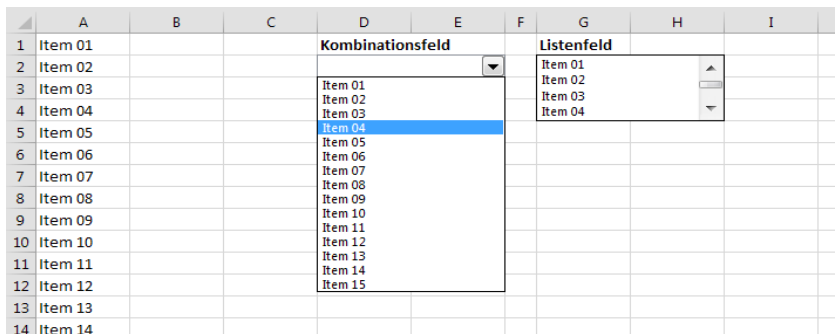 A B C D E F G H I
1 Item 01 Kombinationsfeld Listenfeld
2 Item 02
3 Item 03
4 Item 04
5 Item 05
6 Item 06
7 Item 07
8 Item 08
9 Item 09
10 Item 10
11 Item 11
12 Item 12
13 Item 13
14 Item 14
Item 01
Item 02
Item 03
Item 04
Item 05
Item 06
Item 07
Item 08
Item 09
Item 10
Item 11
Item 12
Item 13
Item 14
Item 15
Item 01
Item 02
Item 03
Item 04